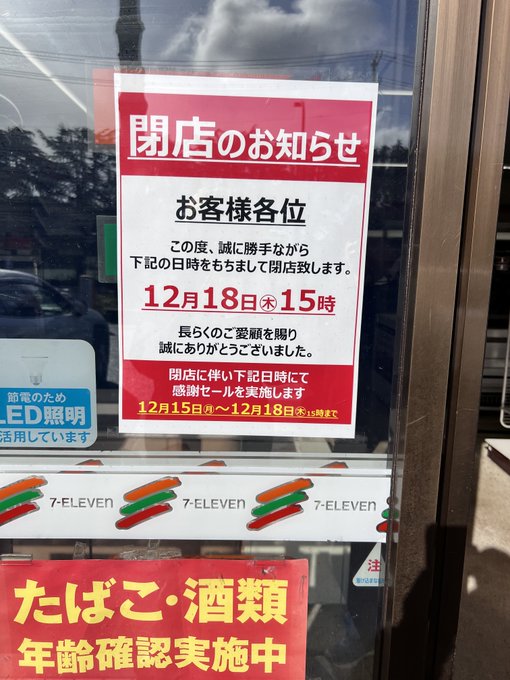 閉店のお知らせ
お客様各位
この度、誠に勝手ながら
下記の日時をもちまして閉店致します。
12月18日㊍15時
長らくのご愛顧を賜り
誠にありがとうございました。
閉店に伴い下記日時にて
感謝セールを実施します
12月15日㊊～12月18日㊍15時まで
節電のため
LED照明
活用しています
7-ELEVEn 7-ELEVEn 7-ELEVEn
注
たばこ・酒類
年齢確認実施中